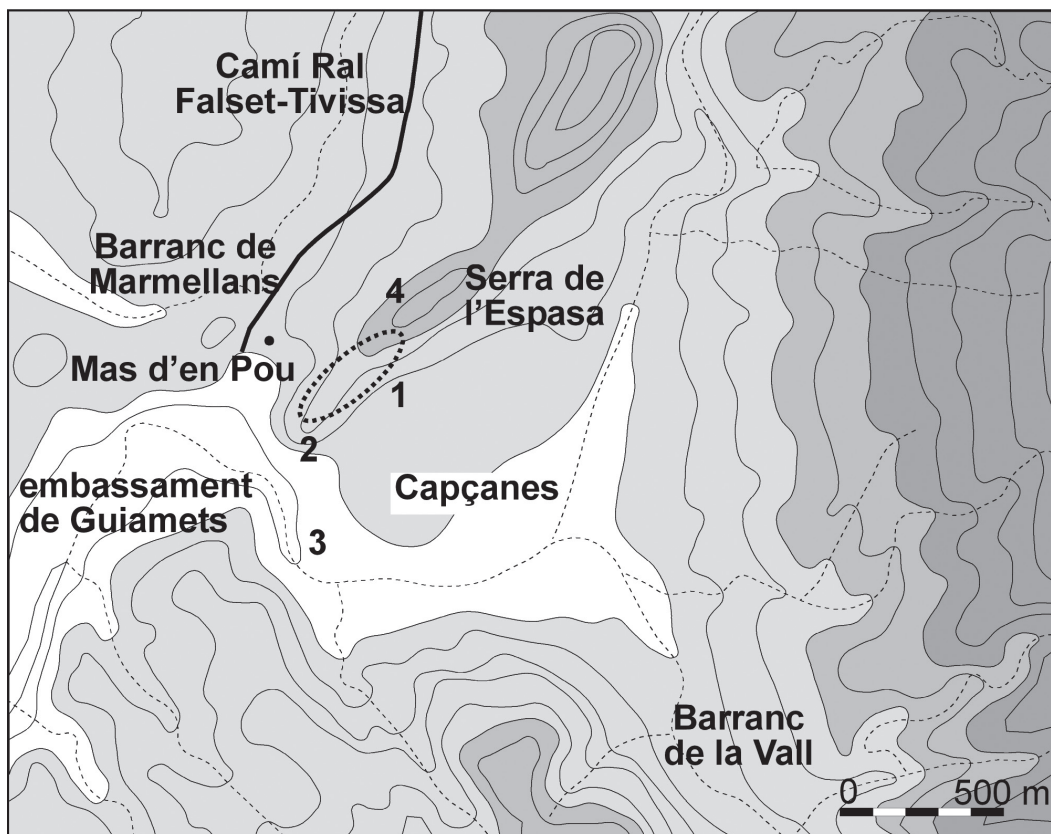 Camí Ral
Falset-Tivissa
Barranc de
Marmellans
4
Serra de
l’Espasa
Mas d’en Pou
1
2
embassament
de Guiamets
Capçanes
3
Barranc
de la Vall
0 500 m